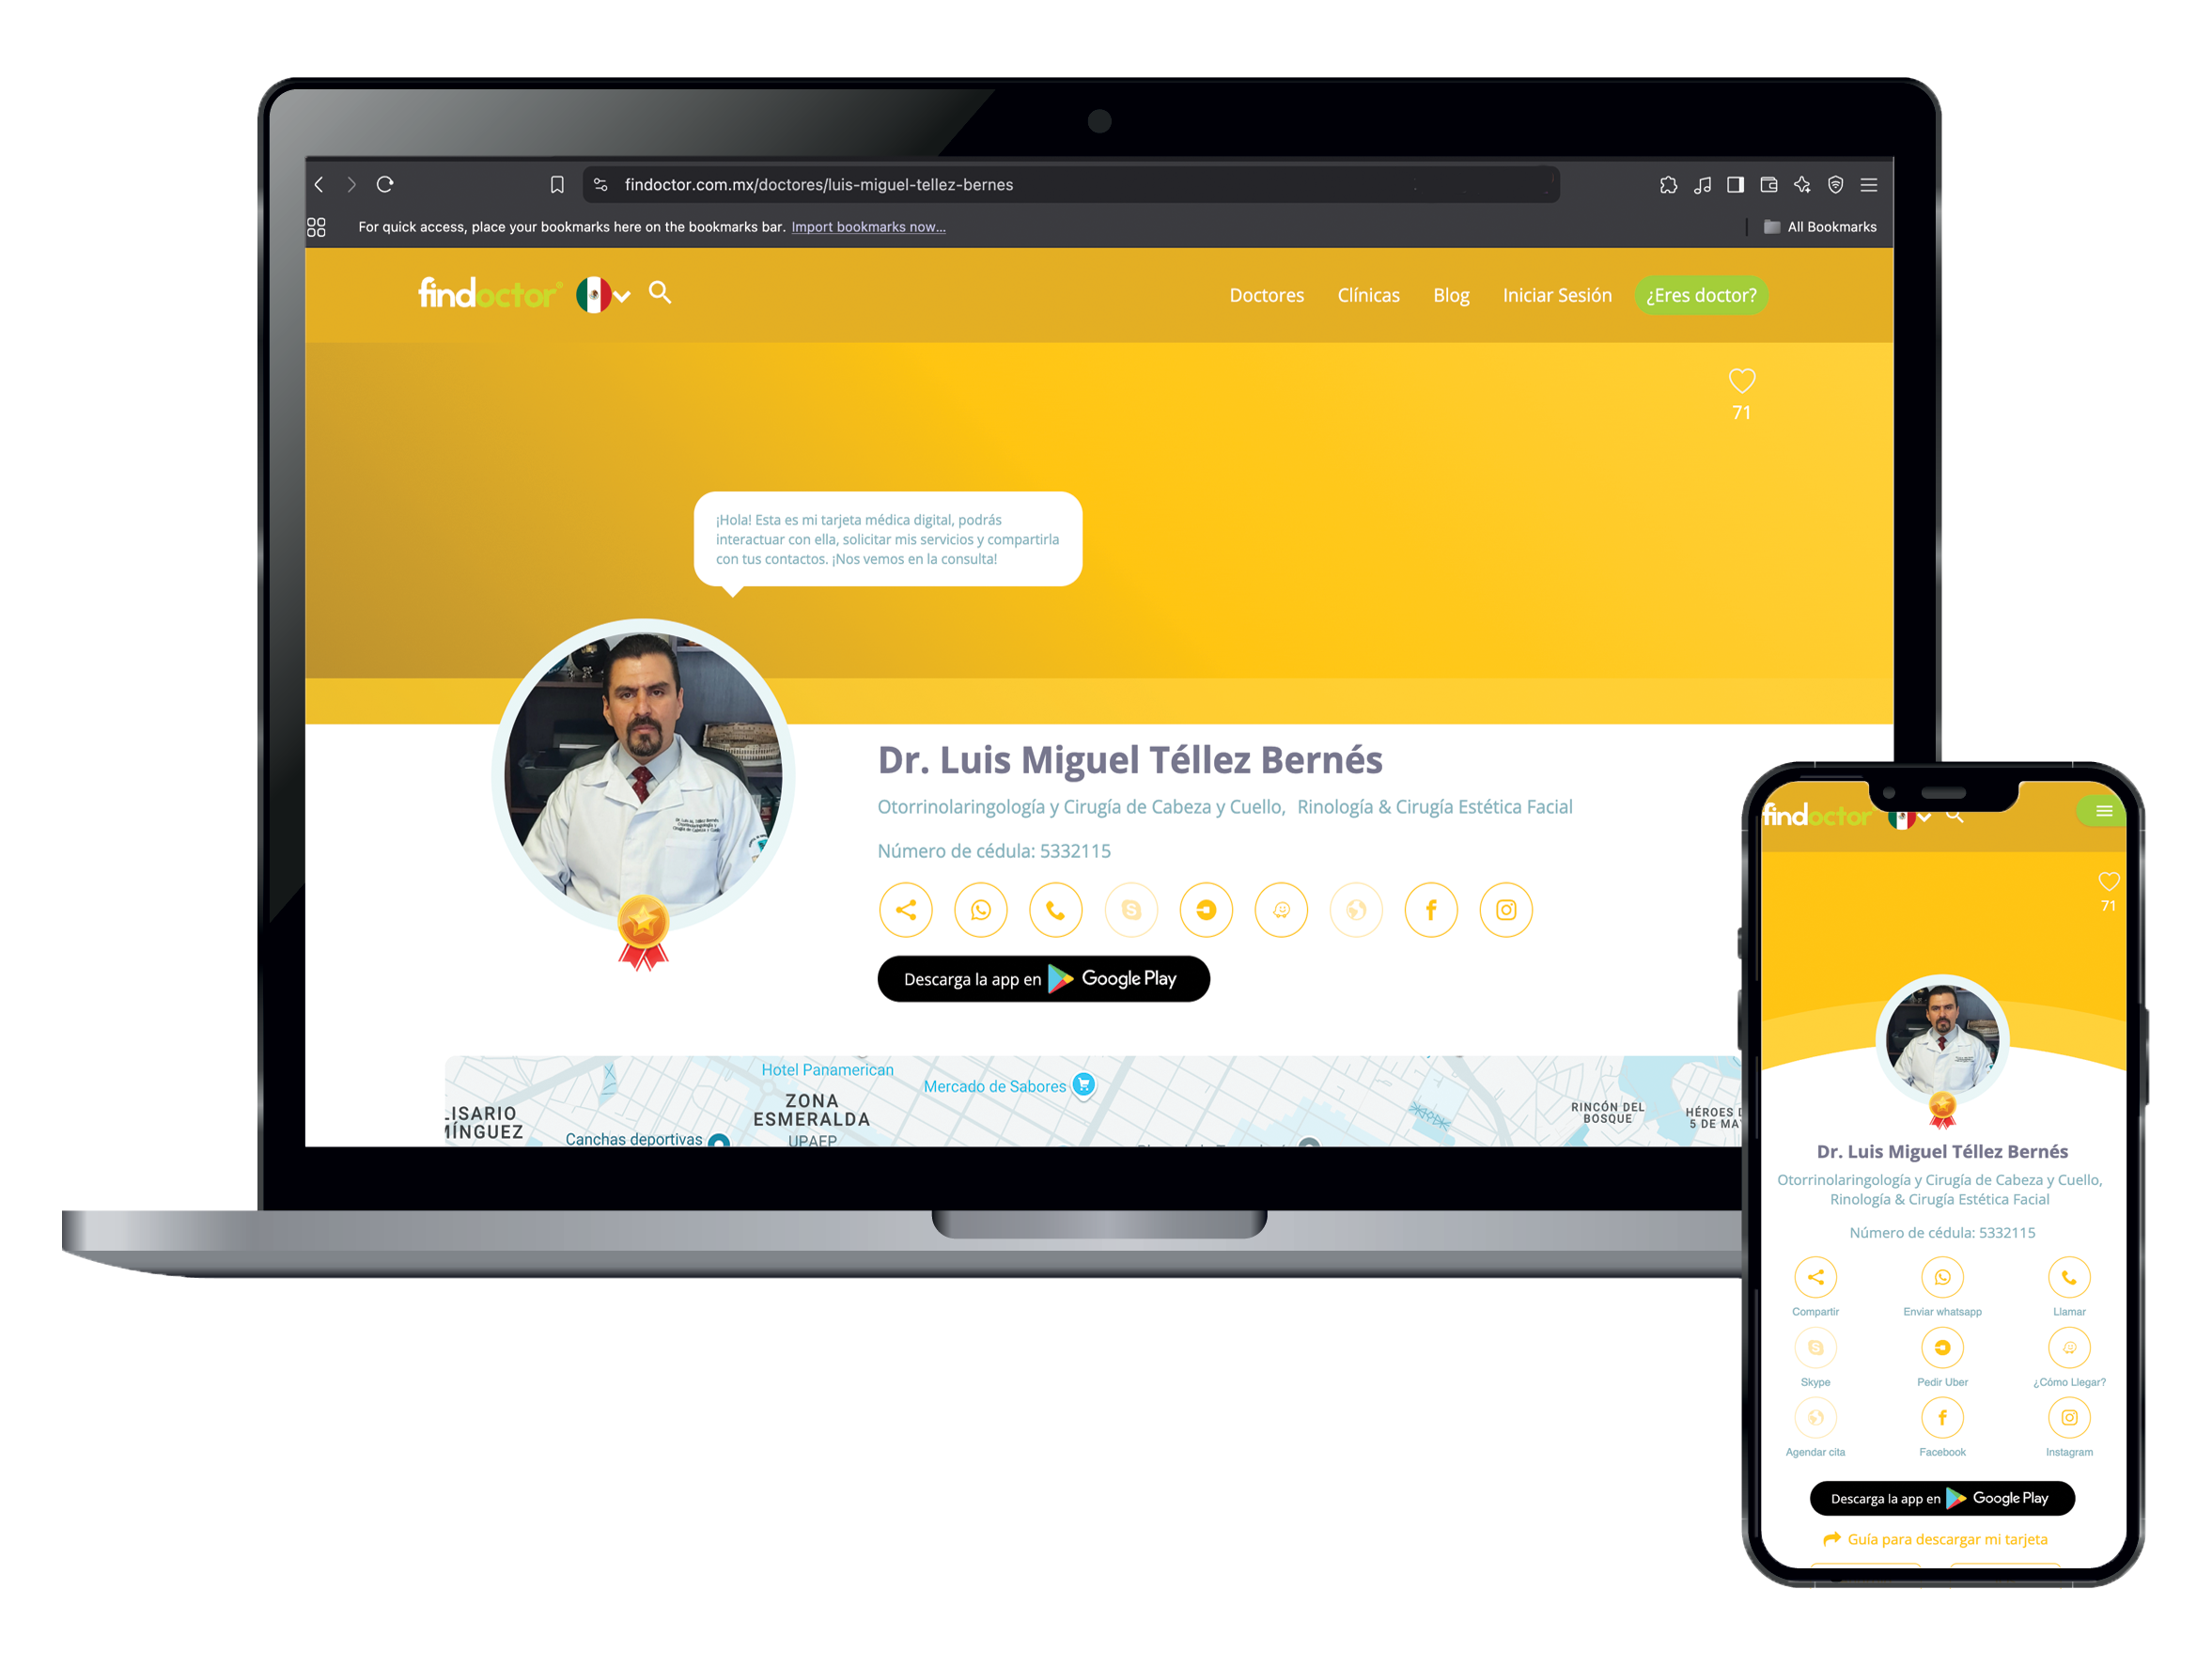 findoctor.com.mx/doctores/luis-miguel-tellez-bernes
For quick access, place your bookmarks here on the bookmarks bar. Import bookmarks now...
All Bookmarks
findoctor
Doctores
Clínicas
Blog
Iniciar Sesión
¿Eres doctor?
71
¡Hola! Esta es mi tarjeta médica digital, podrás
interactuar con ella, solicitar mis servicios y compartirla
con tus contactos. ¡Nos vemos en la consulta!
Dr. Luis Miguel Téllez Bernés
Otorrinolaringología y Cirugía de Cabeza y Cuello, Rinología & Cirugía Estética Facial
Número de cédula: 5332115
Descarga la app en Google Play
Hotel Panamerican
Mercado de Sabores
ZONA
ESMERALDA
UPAEP
Canchas deportivas
RINCÓN DEL
BOSQUE
HÉROES
5 DE
findoctor
71
Dr. Luis Miguel Téllez Bernés
Otorrinolaringología y Cirugía de Cabeza y Cuello,
Rinología & Cirugía Estética Facial
Número de cédula: 5332115
Compartir
Enviar whatsapp
Llamar
Skype
Pedir Uber
¿Cómo Llegar?
Agendar cita
Facebook
Instagram
Descarga la app en Google Play
Guía para descargar mi tarjeta